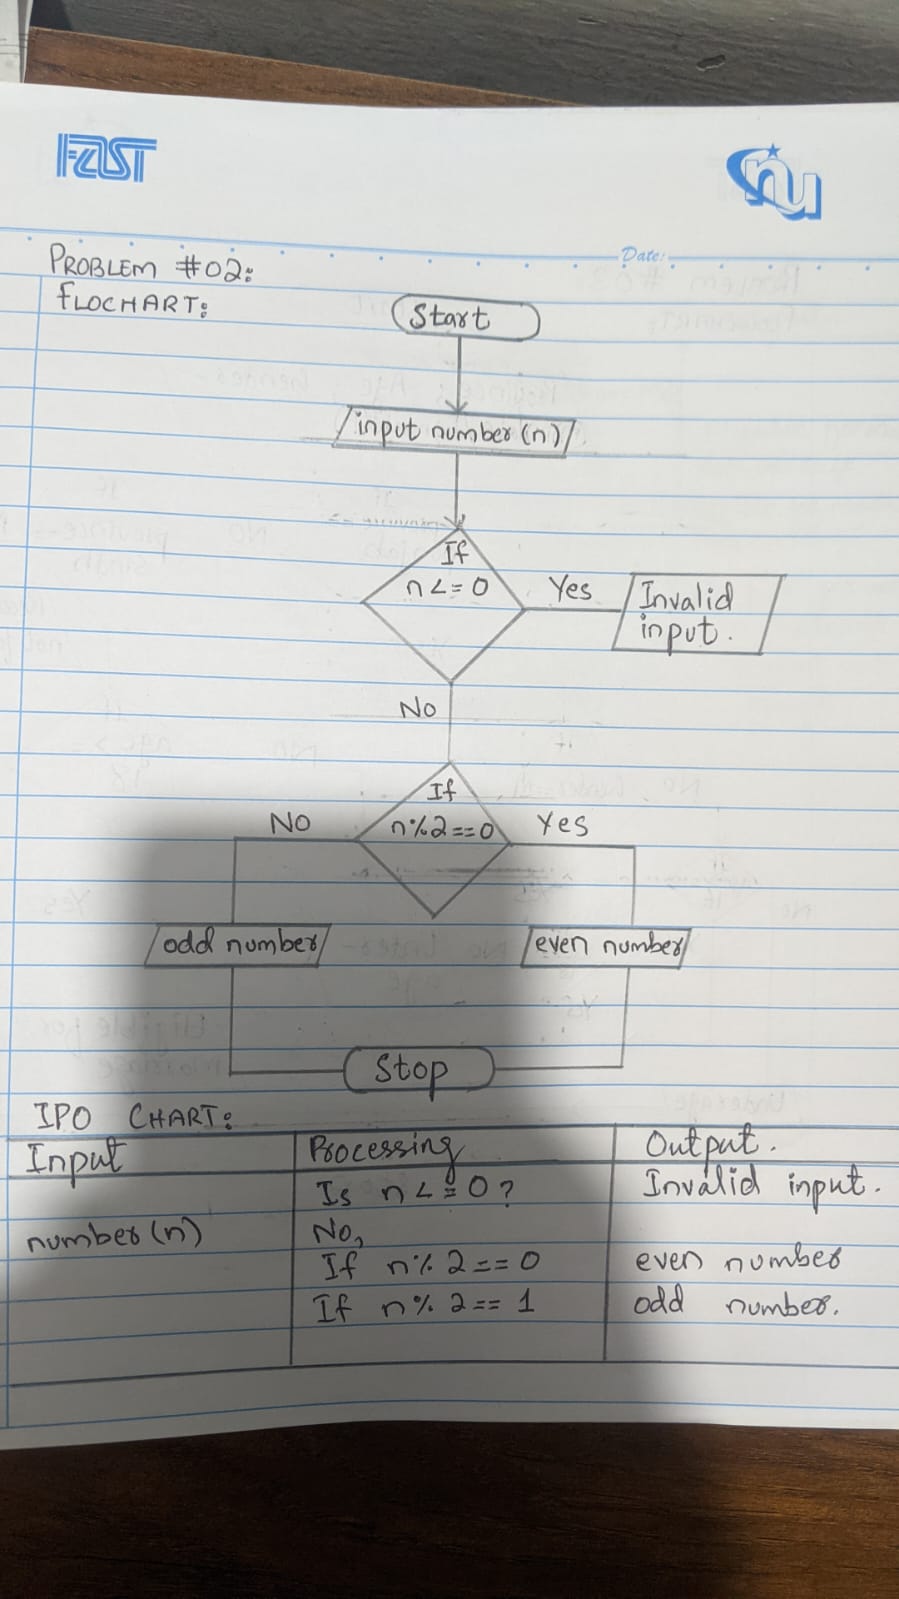 FAST
nu
Date:
PROBLEM #02:
FLOCHART:
Start
input number (n)
If
n <= 0
Yes
Invalid
input.
No
If
n%2==0
NO
Yes
odd number
even number
Stop
IPO CHART:
Input Processing Output.
Is n <= 0? Invalid input.
number (n) No,
If n% 2 == 0 even number
If n% 2 == 1 odd number.